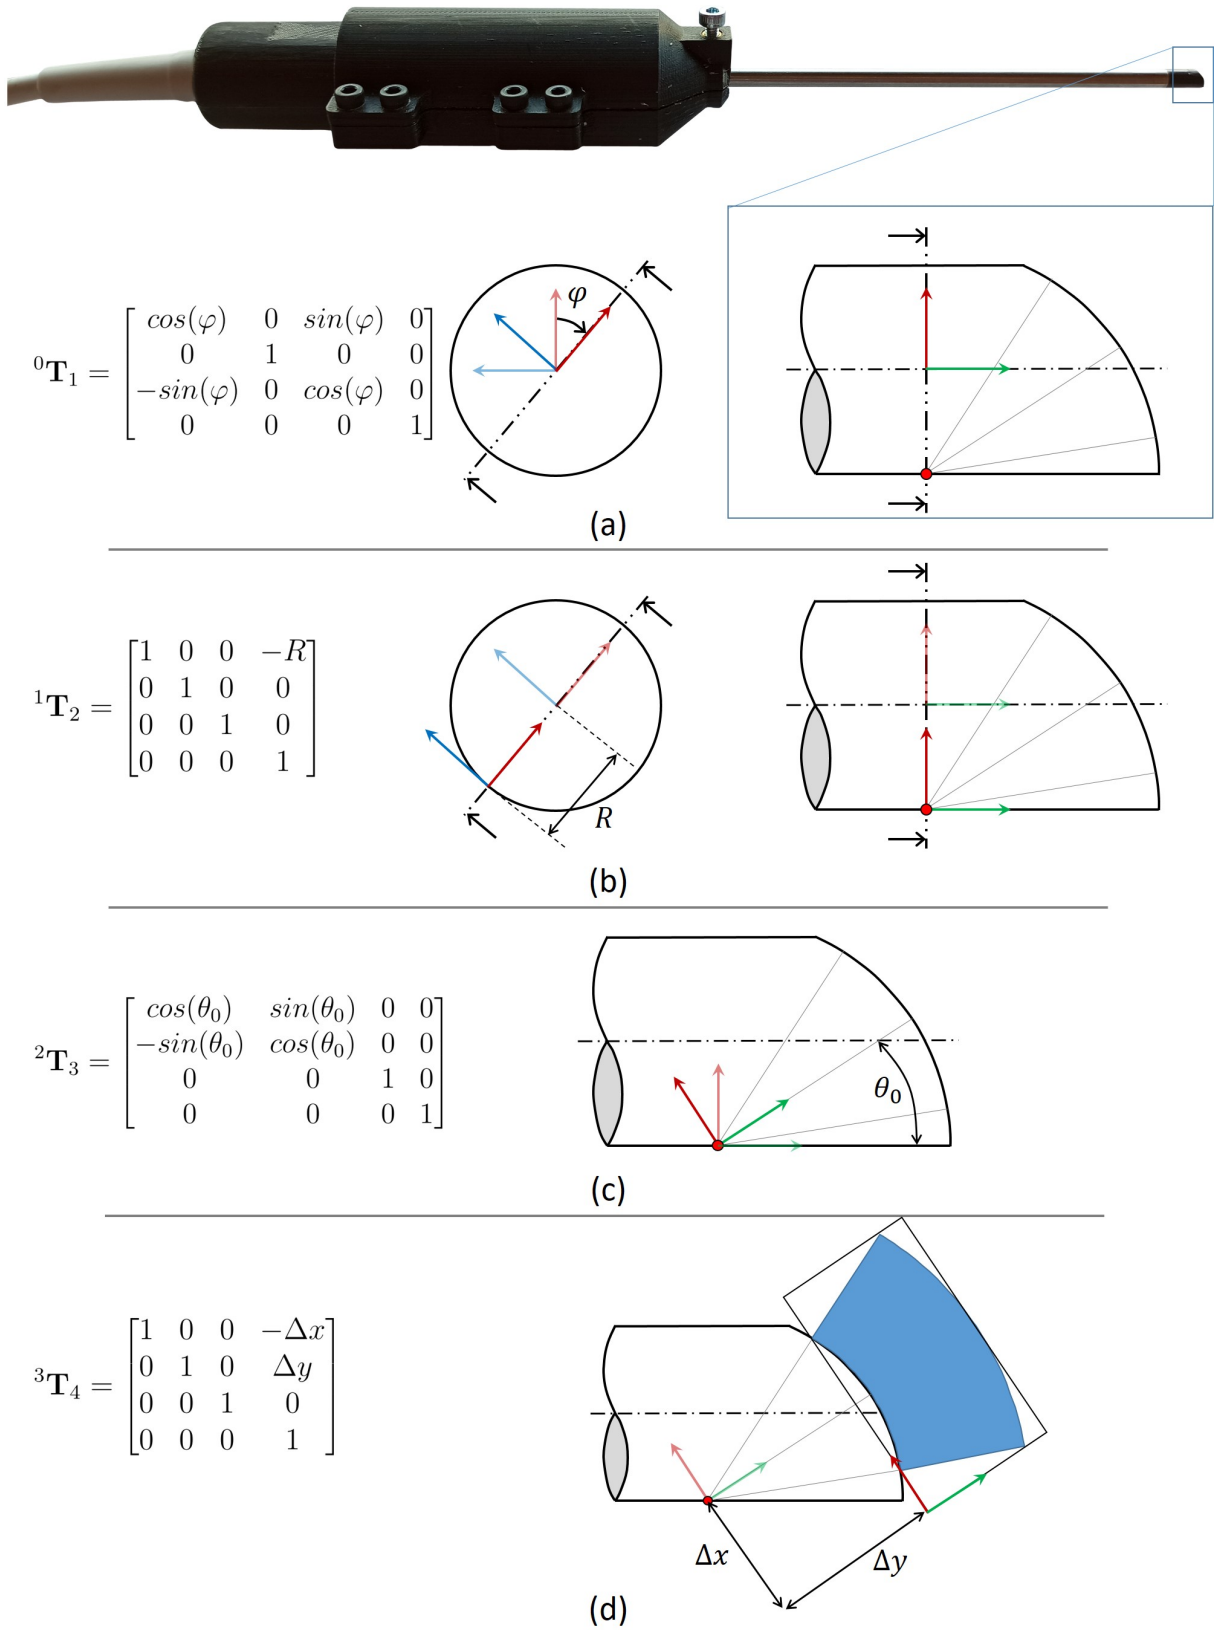 φ
⁰T₁ = [cos(φ) 0 sin(φ) 0
0 1 0 0
−sin(φ) 0 cos(φ) 0
0 0 0 1]
(a)
¹T₂ = [1 0 0 −R
0 1 0 0
0 0 1 0
0 0 0 1]
R
(b)
²T₃ = [cos(θ₀) sin(θ₀) 0 0
−sin(θ₀) cos(θ₀) 0 0
0 0 1 0
0 0 0 1]
θ₀
(c)
³T₄ = [1 0 0 −Δx
0 1 0 Δy
0 0 1 0
0 0 0 1]
Δx
Δy
(d)